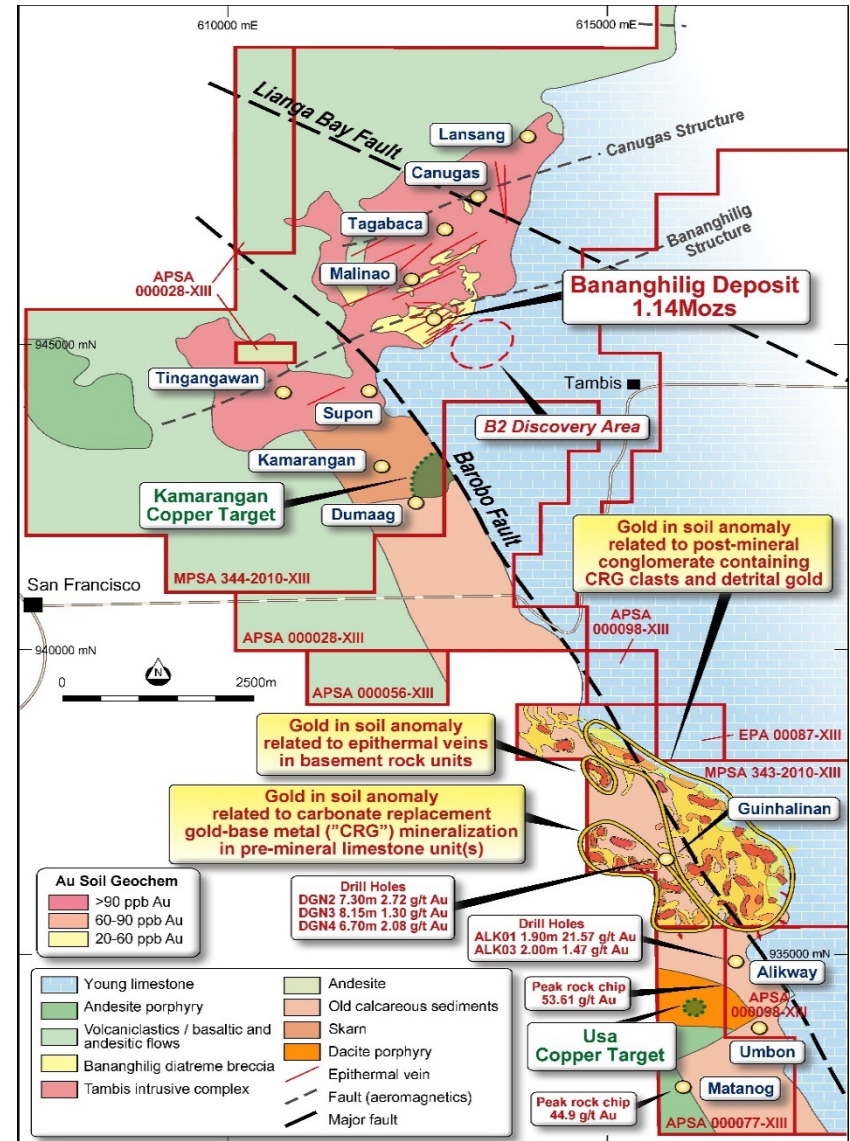 610000 mE
615000 mE
Lianga Bay Fault
Lansang
Canugas Structure
Canugas
Tagabaca
Bananghilig
Structure
APSA
000028-XIII
Malinao
Bananghilig Deposit
1.14Mozs
945000 mN
Tingangawan
Tambis
Supon
B2 Discovery Area
Kamarangan
Barobo Fault
Kamarangan
Copper Target
Dumaag
Gold in soil anomaly
related to post-mineral
conglomerate containing
CRG clasts and detrital gold
MPSA 344-2010-XIII
San Francisco
APSA
000098-XIII
APSA 000028-XIII
940000 mN
N
0
2500m
APSA 000056-XIII
Gold in soil anomaly
related to epithermal veins
in basement rock units
EPA 00087-XIII
MPSA 343-2010-XIII
Guinhalinan
Gold in soil anomaly
related to carbonate replacement
gold-base metal ("CRG") mineralization
in pre-mineral limestone unit(s)
Au Soil Geochem
>90 ppb Au
60-90 ppb Au
20-60 ppb Au
Drill Holes
DGN2 7.30m 2.72 g/t Au
DGN3 8.15m 1.30 g/t Au
DGN4 6.70m 2.08 g/t Au
Drill Holes
ALK01 1.90m 21.57 g/t Au
ALK03 2.00m 1.47 g/t Au
935000 mN
Alikway
Peak rock chip
53.61 g/t Au
APSA
000098-XIII
Usa
Copper Target
Umbon
Matanog
Peak rock chip
44.9 g/t Au
APSA 000077-XIII
Young limestone
Andesite porphyry
Volcaniclastics / basaltic and
andesitic flows
Bananghilig diatreme breccia
Tambis intrusive complex
Andesite
Old calcareous sediments
Skarn
Dacite porphyry
Epithermal vein
Fault (aeromagnetics)
Major fault